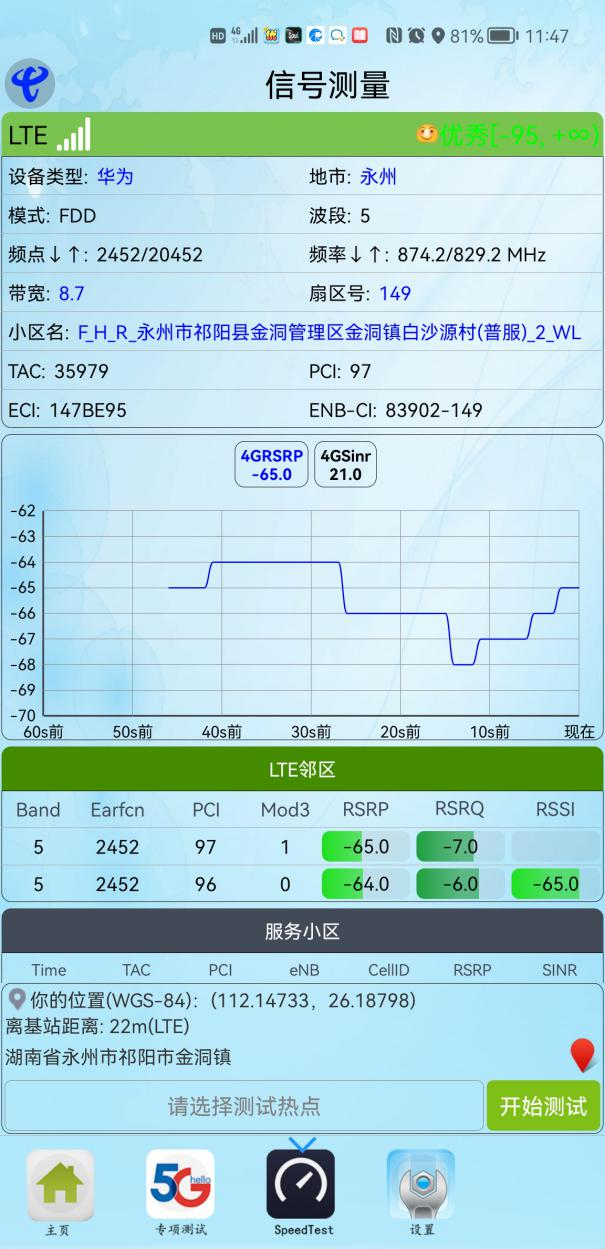 HD 4G 81% 11:47
信号测量
LTE 优秀[-95, +∞)
设备类型: 华为 地市: 永州
模式: FDD 波段: 5
频点↓↑: 2452/20452 频率↓↑: 874.2/829.2 MHz
带宽: 8.7 扇区号: 149
小区名: F_H_R_永州市祁阳县金洞管理区金洞镇白沙源村(普服)_2_WL
TAC: 35979 PCI: 97
ECI: 147BE95 ENB-CI: 83902-149
4GRSRP 4GSinr
-65.0 21.0
-62
-63
-64
-65
-66
-67
-68
-69
-70
60s前 50s前 40s前 30s前 20s前 10s前 现在
LTE邻区
Band Earfcn PCI Mod3 RSRP RSRQ RSSI
5 2452 97 1 -65.0 -7.0
5 2452 96 0 -64.0 -6.0 -65.0
服务小区
Time TAC PCI eNB CellID RSRP SINR
你的位置(WGS-84):（112.14733，26.18798)
离基站距离: 22m(LTE)
湖南省永州市祁阳市金洞镇
请选择测试热点 开始测试
5G hello
主页 专项测试 SpeedTest 设置